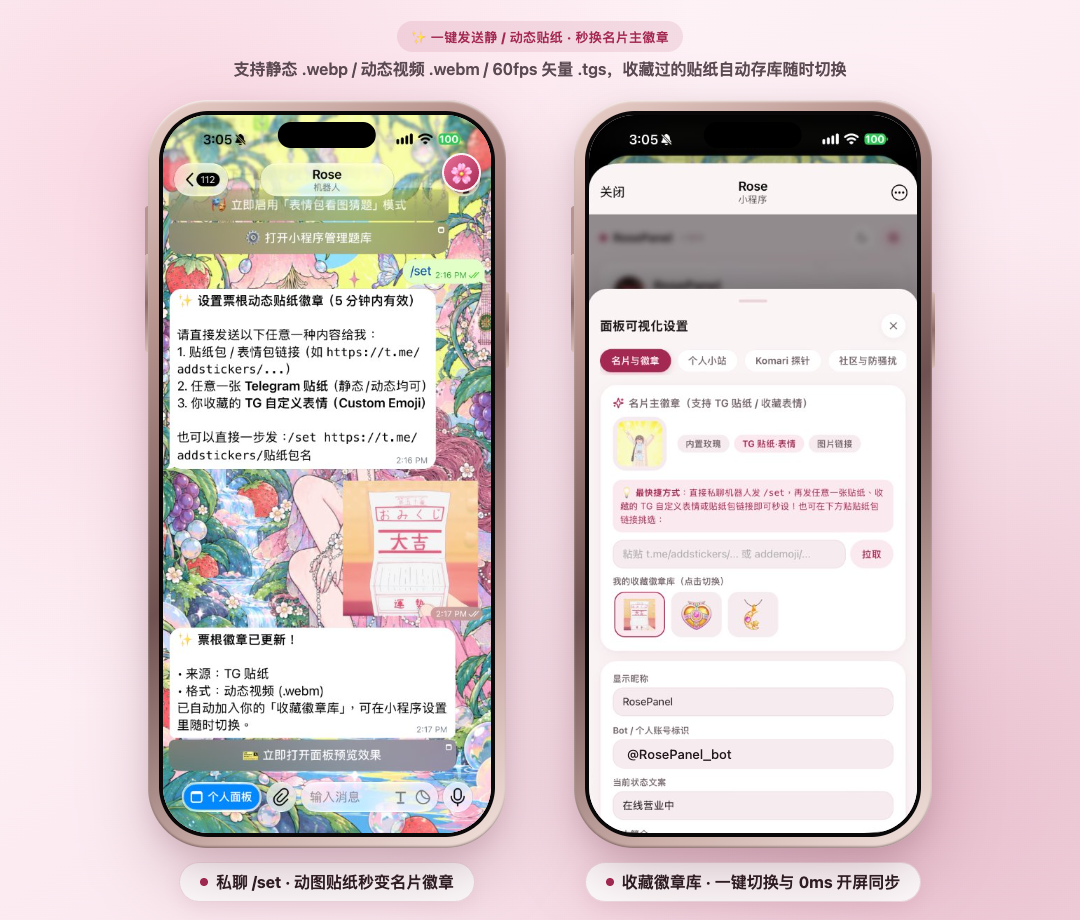 ✨ 一键发送静 / 动态贴纸 · 秒换名片主徽章
支持静态 .webp / 动态视频 .webm / 60fps 矢量 .tgs，收藏过的贴纸自动存库随时切换
3:05
100
112
Rose
机器人
立即启用「表情包看图猜题」模式
打开小程序管理题库
/set 2:16 PM
✨ 设置票根动态贴纸徽章（5 分钟内有效）
请直接发送以下任意一种内容给我：
1. 贴纸包 / 表情包链接 (如 https://t.me/
addstickers/...)
2. 任意一张 Telegram 贴纸 (静态/动态均可)
3. 你收藏的 TG 自定义表情 (Custom Emoji)
也可以直接一步发：/set https://t.me/
addstickers/贴纸包名
2:16 PM
おみくじ
大吉
運勢
2:17 PM
✨ 票根徽章已更新！
• 来源：TG 贴纸
• 格式：动态视频 (.webm)
已自动加入你的「收藏徽章库」，可在小程序设置
里随时切换。
2:17 PM
🎫 立即打开面板预览效果
个人面板
输入消息
私聊 /set · 动图贴纸秒变名片徽章
3:05
100
关闭
Rose
小程序
RosePanel
RosePanel
面板可视化设置
名片与徽章
个人小站
Komari 探针
社区与防骚扰
名片主徽章（支持 TG 贴纸 / 收藏表情）
内置玫瑰
TG 贴纸·表情
图片链接
💡 最快捷方式：直接私聊机器人发 /set，再发任意一张贴纸、收
藏的 TG 自定义表情或贴纸包链接即可秒设！也可在下方贴贴纸包
链接挑选：
粘贴 t.me/addstickers/... 或 addemoji/...
拉取
我的收藏徽章库（点击切换）
显示昵称
RosePanel
Bot / 个人账号标识
@RosePanel_bot
当前状态文案
在线营业中
收藏徽章库 · 一键切换与 0ms 开屏同步